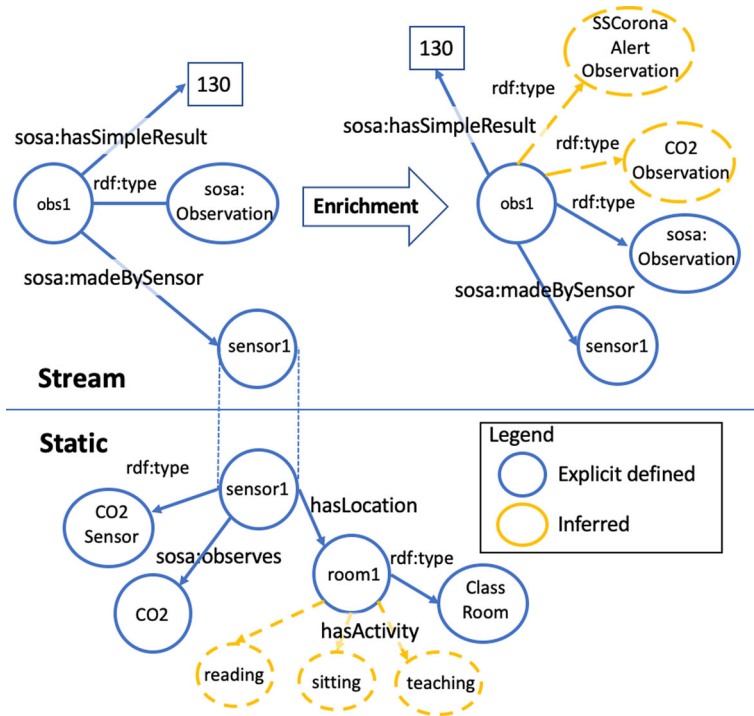 130
sosa:hasSimpleResult
rdf:type
obs1
sosa:
Observation
sosa:madeBySensor
sensor1
Stream
Enrichment
130
SSCorona
Alert
Observation
rdf:type
sosa:hasSimpleResult
rdf:type
CO2
Observation
obs1
rdf:type
sosa:
Observation
sosa:madeBySensor
sensor1
Static
rdf:type
sensor1
CO2
Sensor
hasLocation
sosa:observes
CO2
room1
rdf:type
Class
Room
hasActivity
reading
sitting
teaching
Legend
Explicit defined
Inferred